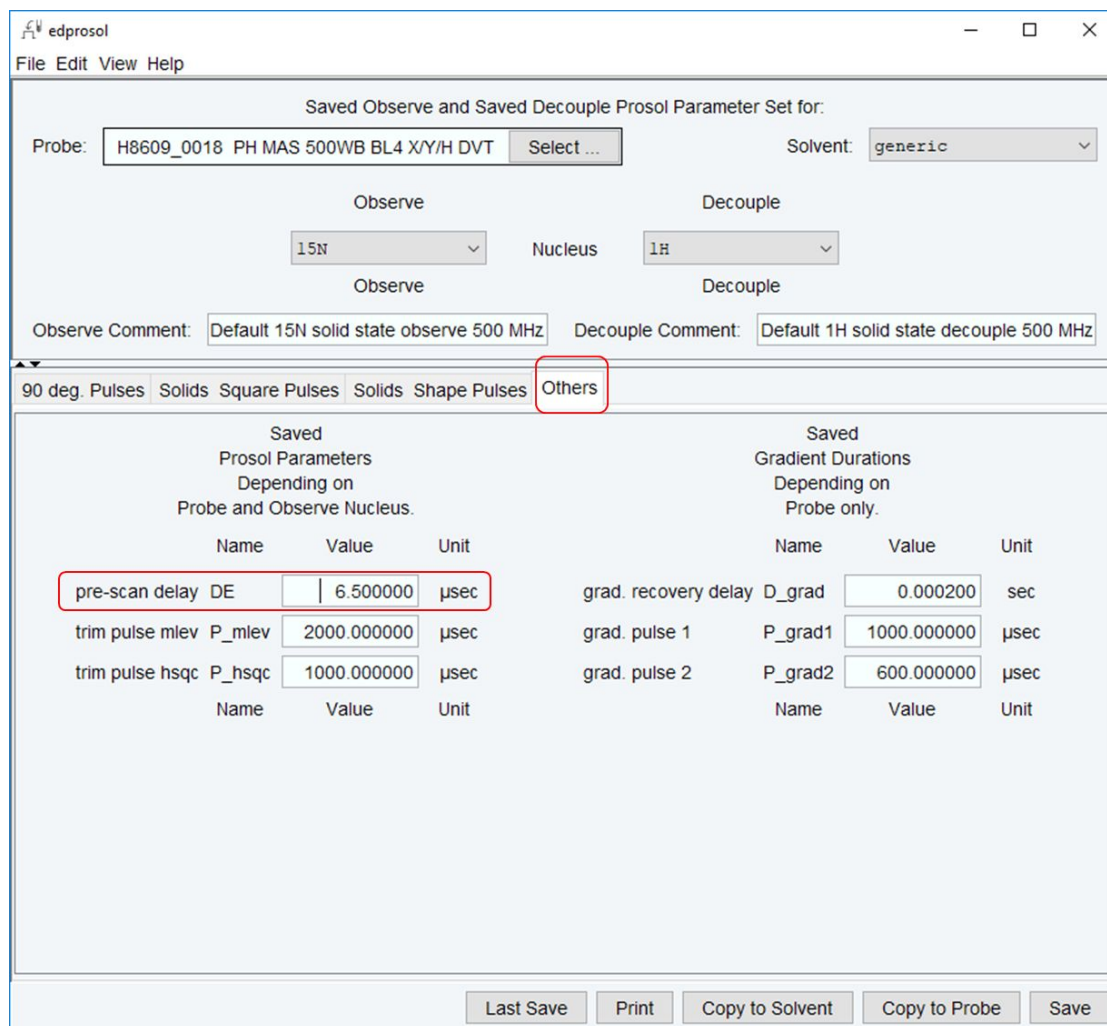 edprosol
File Edit View Help
Saved Observe and Saved Decouple Prosol Parameter Set for:
Probe: H8609_0018 PH MAS 500WB BL4 X/Y/H DVT Select ... Solvent: generic
Observe Decouple
15N Nucleus 1H
Observe Decouple
Observe Comment: Default 15N solid state observe 500 MHz Decouple Comment: Default 1H solid state decouple 500 MHz
90 deg. Pulses Solids Square Pulses Solids Shape Pulses Others
Saved
Prosol Parameters
Depending on
Probe and Observe Nucleus.
Name Value Unit
pre-scan delay DE 6.500000 µsec
trim pulse mlev P_mlev 2000.000000 µsec
trim pulse hsqc P_hsqc 1000.000000 µsec
Name Value Unit
Saved
Gradient Durations
Depending on
Probe only.
Name Value Unit
grad. recovery delay D_grad 0.000200 sec
grad. pulse 1 P_grad1 1000.000000 µsec
grad. pulse 2 P_grad2 600.000000 µsec
Name Value Unit
Last Save Print Copy to Solvent Copy to Probe Save